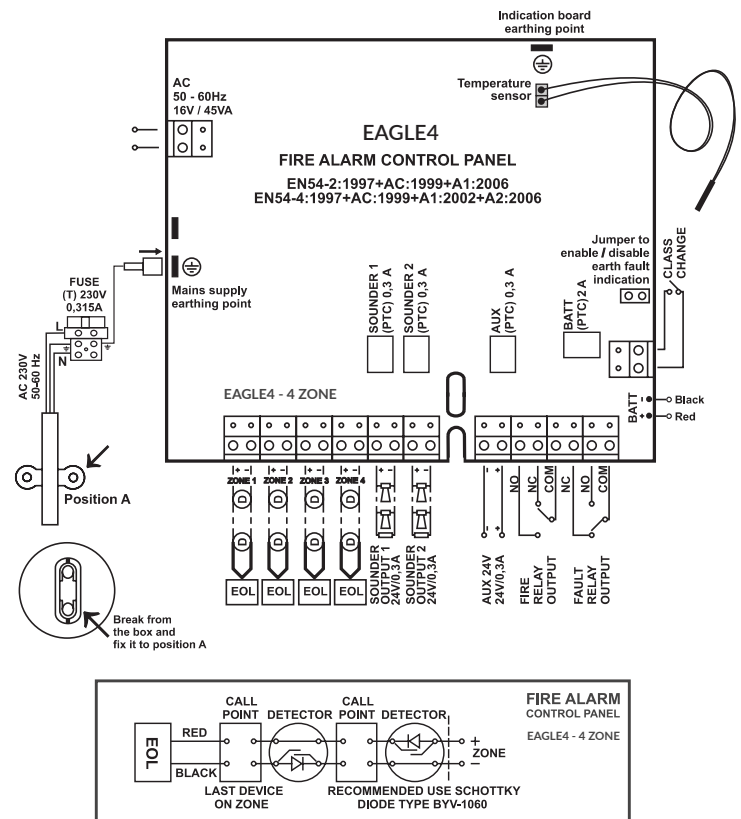 Indication board
earthing point
Temperature
sensor
AC
50 - 60Hz
16V / 45VA
EAGLE4
FIRE ALARM CONTROL PANEL
EN54-2:1997+AC:1999+A1:2006
EN54-4:1997+AC:1999+A1:2002+A2:2006
Jumper to
enable / disable
earth fault
indication
CLASS
CHANGE
Mains supply
earthing point
FUSE
(T) 230V
0,315A
L
N
AC 230V
50-60 Hz
SOUNDER 1
(PTC) 0,3 A
SOUNDER 2
(PTC) 0,3 A
AUX
(PTC) 0,3 A
BATT
(PTC) 2 A
EAGLE4 - 4 ZONE
BATT
- Black
+ Red
Position A
+ - + - + - + - + - + -
ZONE 1 ZONE 2 ZONE 3 ZONE 4
D D D D
D D D D
EOL EOL EOL EOL
SOUNDER
OUTPUT 1
24V/0,3A
SOUNDER
OUTPUT 2
24V/0,3A
- +
- +
AUX 24V
24V/0,3A
NO NC COM
FIRE
RELAY
OUTPUT
NC NO COM
FAULT
RELAY
OUTPUT
Break from
the box and
fix it to position A
FIRE ALARM
CONTROL PANEL
EAGLE4 - 4 ZONE
CALL
POINT DETECTOR
CALL
POINT DETECTOR
EOL
RED
BLACK
+
ZONE
-
LAST DEVICE
ON ZONE
RECOMMENDED USE SCHOTTKY
DIODE TYPE BYV-1060